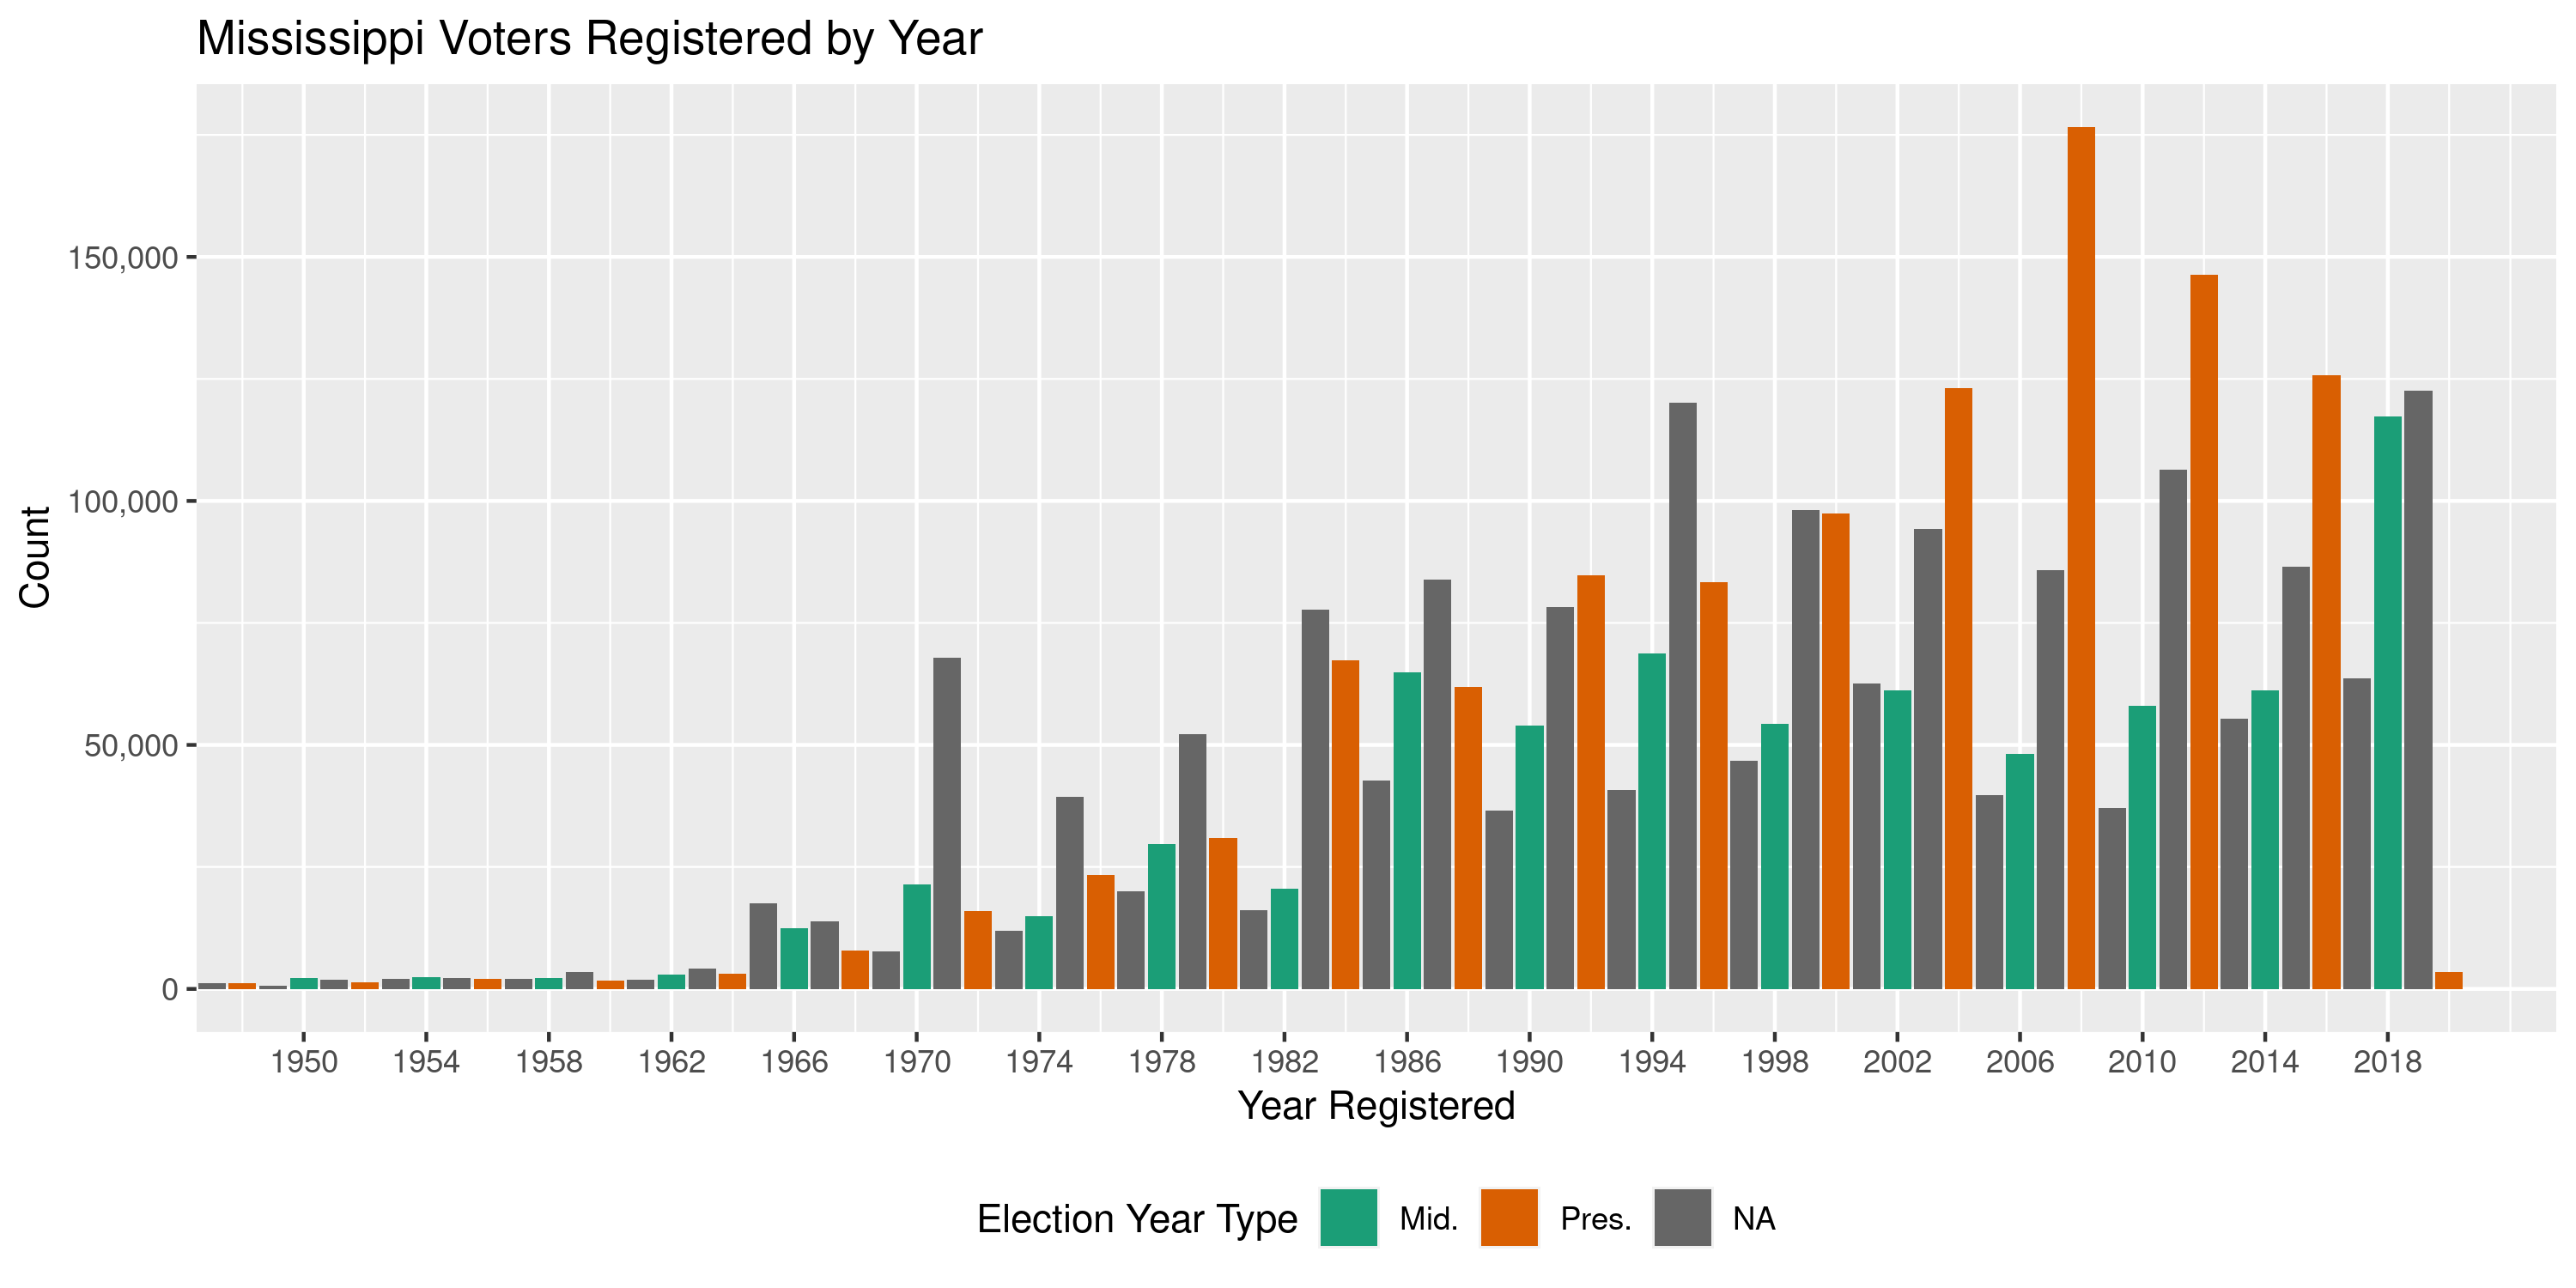 Mississippi Voters Registered by Year
Count
150,000
100,000
50,000
0
1950 1954 1958 1962 1966 1970 1974 1978 1982 1986 1990 1994 1998 2002 2006 2010 2014 2018
Year Registered
Election Year Type Mid. Pres. NA